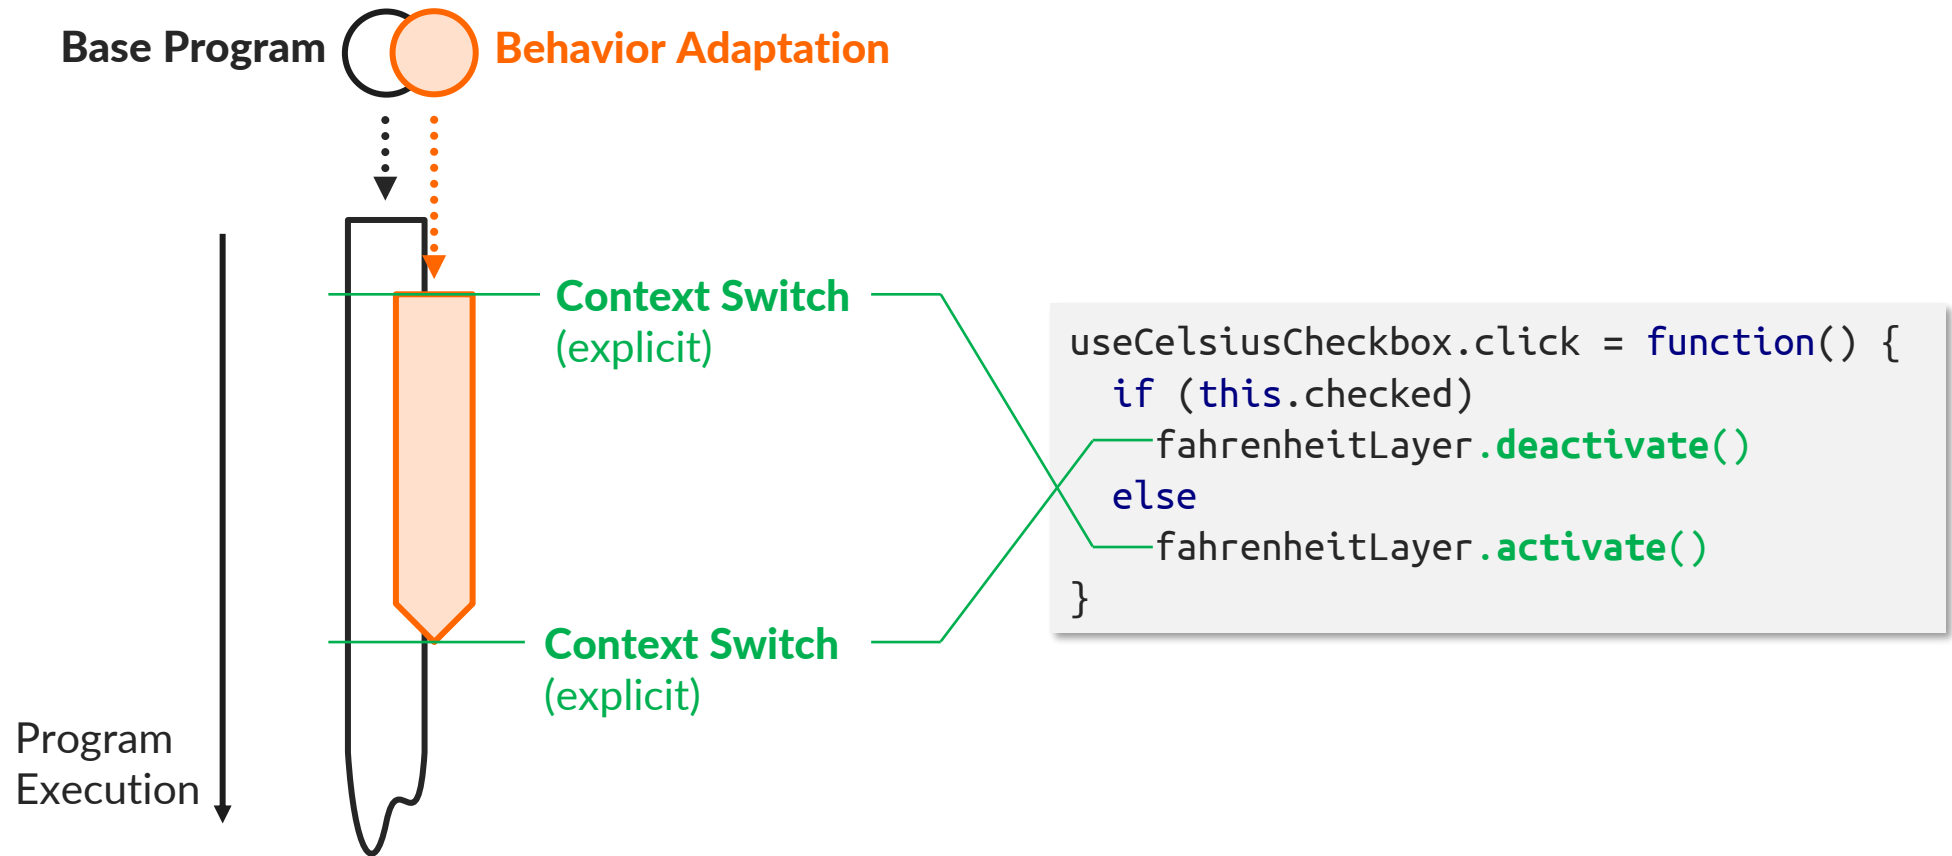 Base Program
Behavior Adaptation
Context Switch
(explicit)
useCelsiusCheckbox.click = function() {
  if (this.checked)
    fahrenheitLayer.deactivate()
  else
    fahrenheitLayer.activate()
}
Context Switch
(explicit)
Program
Execution